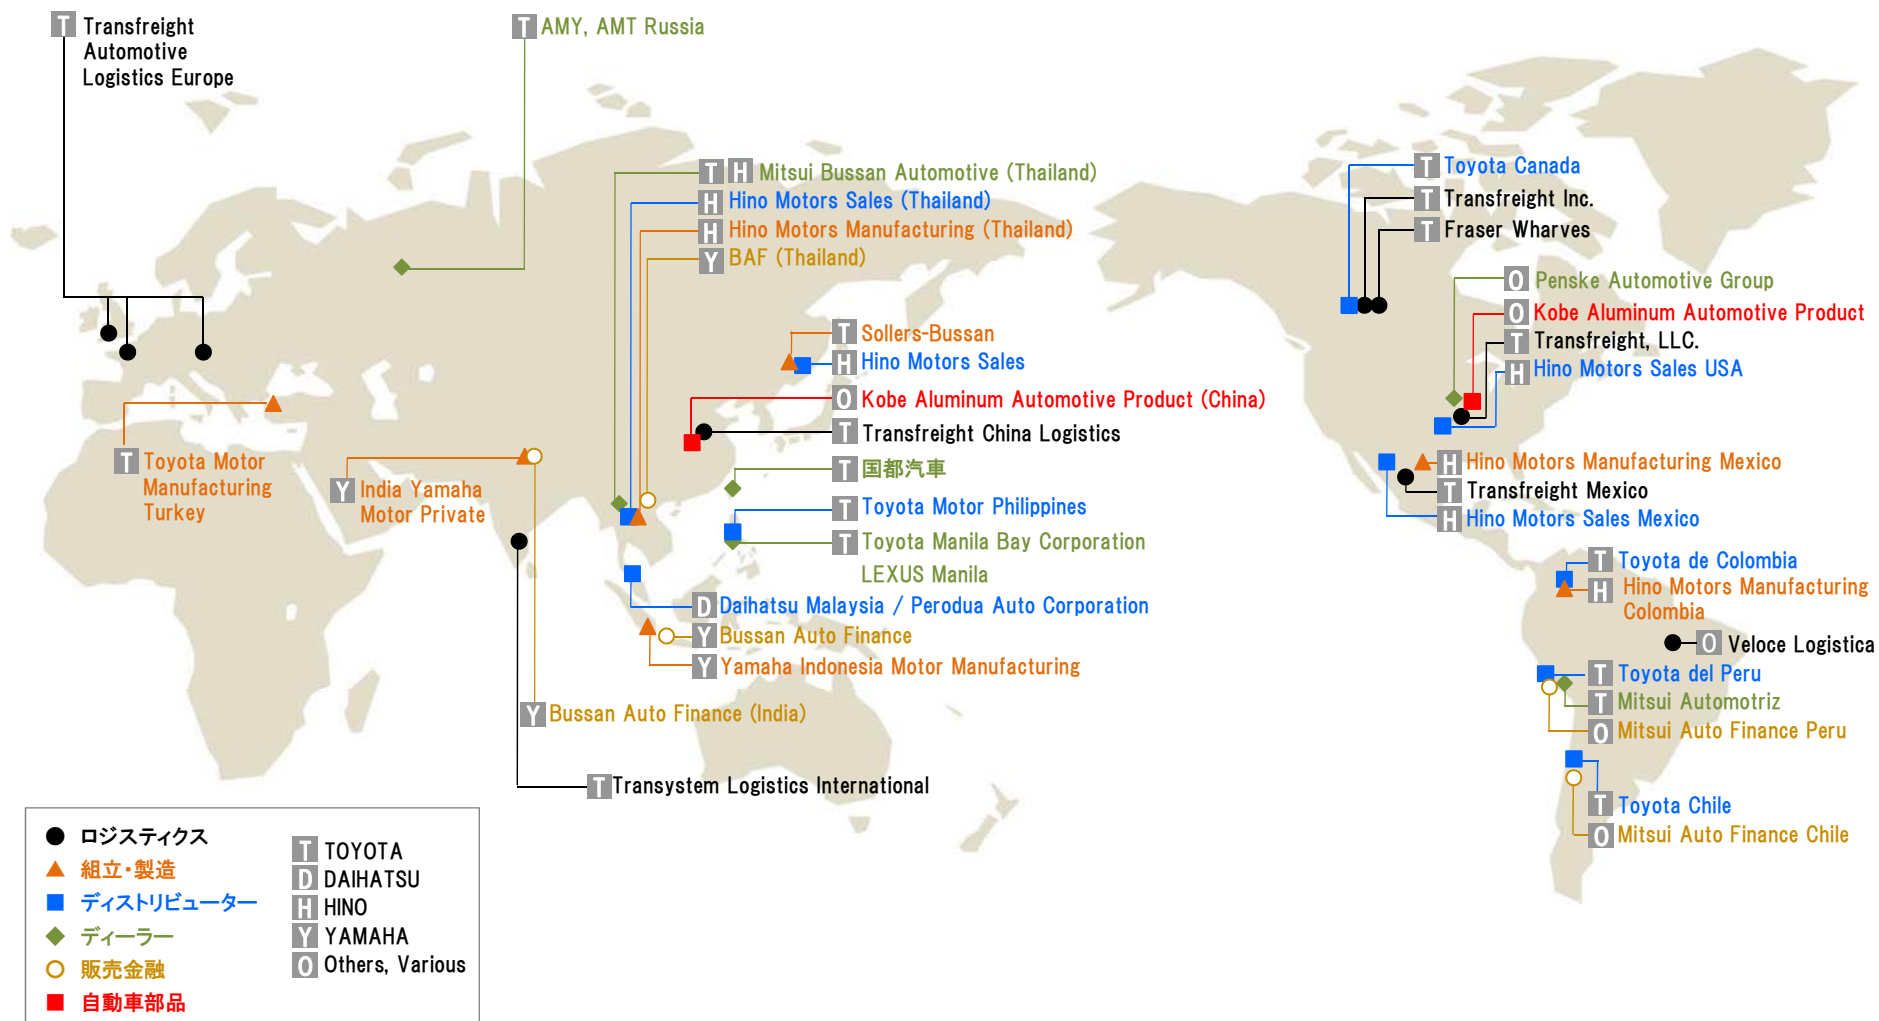 T Transfreight
Automotive
Logistics Europe
T AMY, AMT Russia
T H Mitsui Bussan Automotive (Thailand)
H Hino Motors Sales (Thailand)
H Hino Motors Manufacturing (Thailand)
Y BAF (Thailand)
T Sollers-Bussan
H Hino Motors Sales
O Kobe Aluminum Automotive Product (China)
T Transfreight China Logistics
T 国都汽車
T Toyota Motor Philippines
T Toyota Manila Bay Corporation
LEXUS Manila
D Daihatsu Malaysia / Perodua Auto Corporation
Y Bussan Auto Finance
Y Yamaha Indonesia Motor Manufacturing
T Toyota Motor
Manufacturing
Turkey
Y India Yamaha
Motor Private
Y Bussan Auto Finance (India)
T Transystem Logistics International
T Toyota Canada
T Transfreight Inc.
T Fraser Wharves
O Penske Automotive Group
O Kobe Aluminum Automotive Product
T Transfreight, LLC.
H Hino Motors Sales USA
H Hino Motors Manufacturing Mexico
T Transfreight Mexico
H Hino Motors Sales Mexico
T Toyota de Colombia
H Hino Motors Manufacturing
Colombia
O Veloce Logistica
T Toyota del Peru
T Mitsui Automotriz
O Mitsui Auto Finance Peru
T Toyota Chile
O Mitsui Auto Finance Chile
ロジスティクス
組立・製造
ディストリビューター
ディーラー
販売金融
自動車部品
T TOYOTA
D DAIHATSU
H HINO
Y YAMAHA
O Others, Various